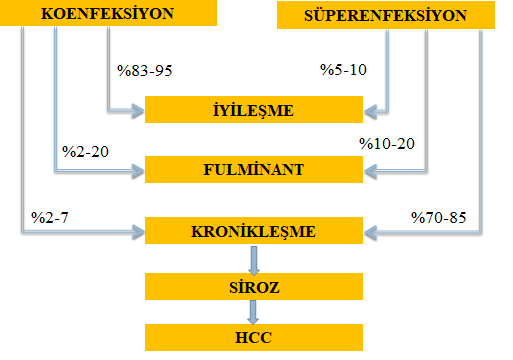 KOENFEKSİYON
SÜPERENFEKSİYON
%83-95
%5-10
İYİLEŞME
%2-20
%10-20
FULMİNANT
%2-7
%70-85
KRONİKLEŞME
SİROZ
HCC